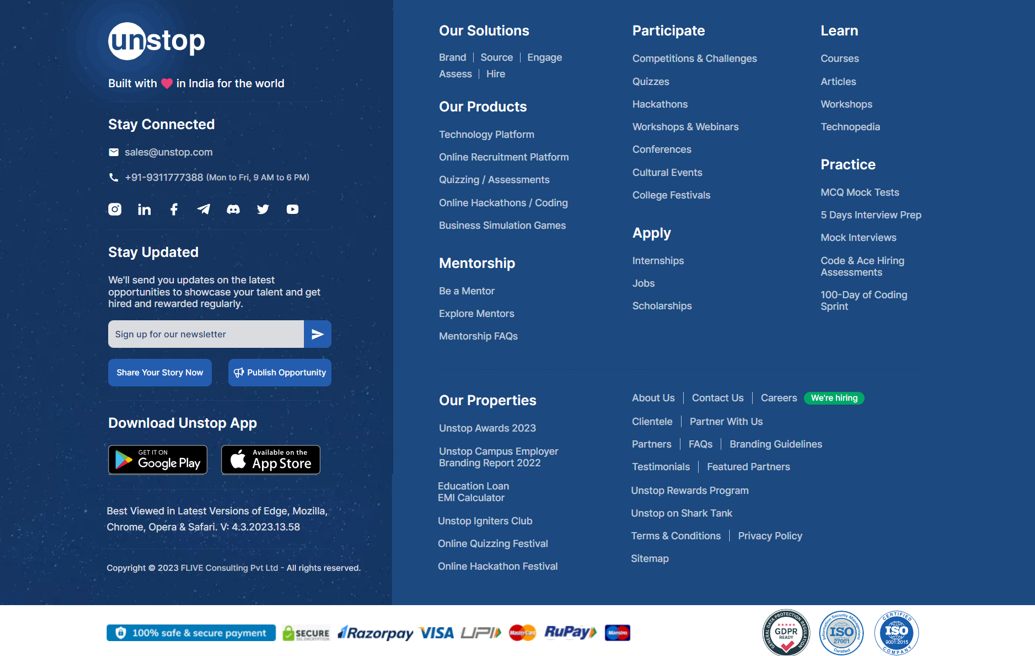 unstop
Built with in India for the world
Stay Connected
sales@unstop.com
+91-9311777388 (Mon to Fri, 9 AM to 6 PM)
Stay Updated
We'll send you updates on the latest
opportunities to showcase your talent and get
hired and rewarded regularly.
Sign up for our newsletter
Share Your Story Now
Publish Opportunity
Download Unstop App
GET IT ON
Google Play
Available on the
App Store
Best Viewed in Latest Versions of Edge, Mozilla,
Chrome, Opera & Safari. V: 4.3.2023.13.58
Copyright © 2023 FLIVE Consulting Pvt Ltd - All rights reserved.
Our Solutions
Brand | Source | Engage
Assess | Hire
Our Products
Technology Platform
Online Recruitment Platform
Quizzing / Assessments
Online Hackathons / Coding
Business Simulation Games
Mentorship
Be a Mentor
Explore Mentors
Mentorship FAQs
Participate
Competitions & Challenges
Quizzes
Hackathons
Workshops & Webinars
Conferences
Cultural Events
College Festivals
Apply
Internships
Jobs
Scholarships
Learn
Courses
Articles
Workshops
Technopedia
Practice
MCQ Mock Tests
5 Days Interview Prep
Mock Interviews
Code & Ace Hiring
Assessments
100-Day of Coding
Sprint
Our Properties
Unstop Awards 2023
Unstop Campus Employer
Branding Report 2022
Education Loan
EMI Calculator
Unstop Igniters Club
Online Quizzing Festival
Online Hackathon Festival
About Us | Contact Us | Careers We're hiring
Clientele | Partner With Us
Partners | FAQs | Branding Guidelines
Testimonials | Featured Partners
Unstop Rewards Program
Unstop on Shark Tank
Terms & Conditions | Privacy Policy
Sitemap
100% safe & secure payment
SECURE
SSL ENCRYPTION
Razorpay
VISA
UPI
MasterCard
RuPay
Maestro
GDPR
READY
ISO
27001
Certified
CERTIFIED
ISO
9001:2015
COMPANY